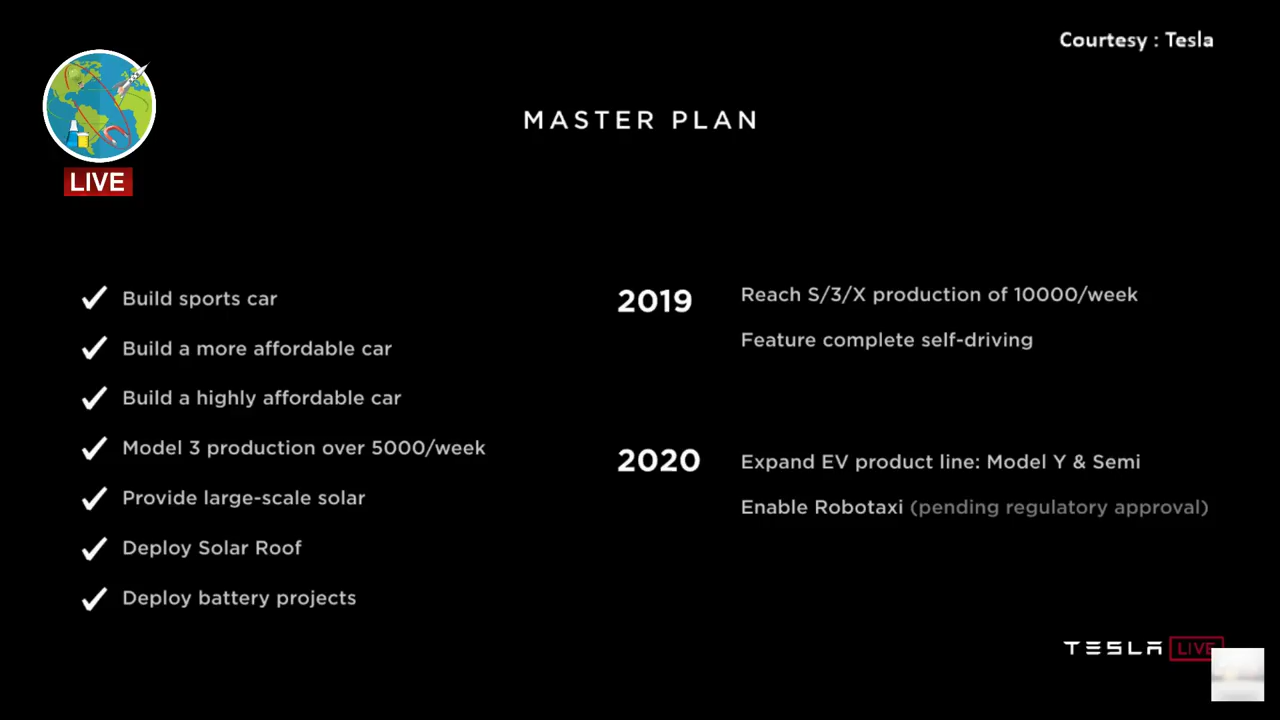 Courtesy : Tesla
LIVE
MASTER PLAN
Build sports car
Build a more affordable car
Build a highly affordable car
Model 3 production over 5000/week
Provide large-scale solar
Deploy Solar Roof
Deploy battery projects
2019
Reach S/3/X production of 10000/week
Feature complete self-driving
2020
Expand EV product line: Model Y & Semi
Enable Robotaxi (pending regulatory approval)
TESLA LIVE